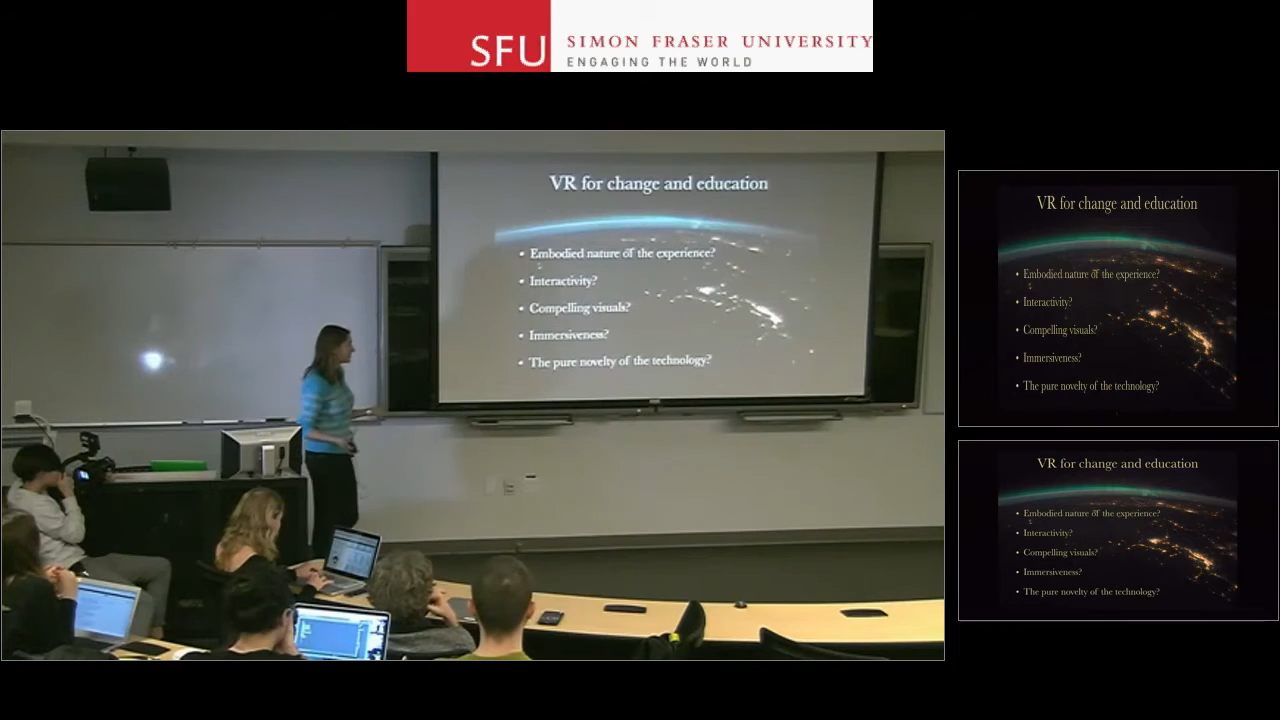 SFU
SIMON FRASER UNIVERSITY
ENGAGING THE WORLD
VR for change and education
• Embodied nature of the experience?
• Interactivity?
• Compelling visuals?
• Immersiveness?
• The pure novelty of the technology?
VR for change and education
• Embodied nature of the experience?
• Interactivity?
• Compelling visuals?
• Immersiveness?
• The pure novelty of the technology?
VR for change and education
• Embodied nature of the experience?
• Interactivity?
• Compelling visuals?
• Immersiveness?
• The pure novelty of the technology?